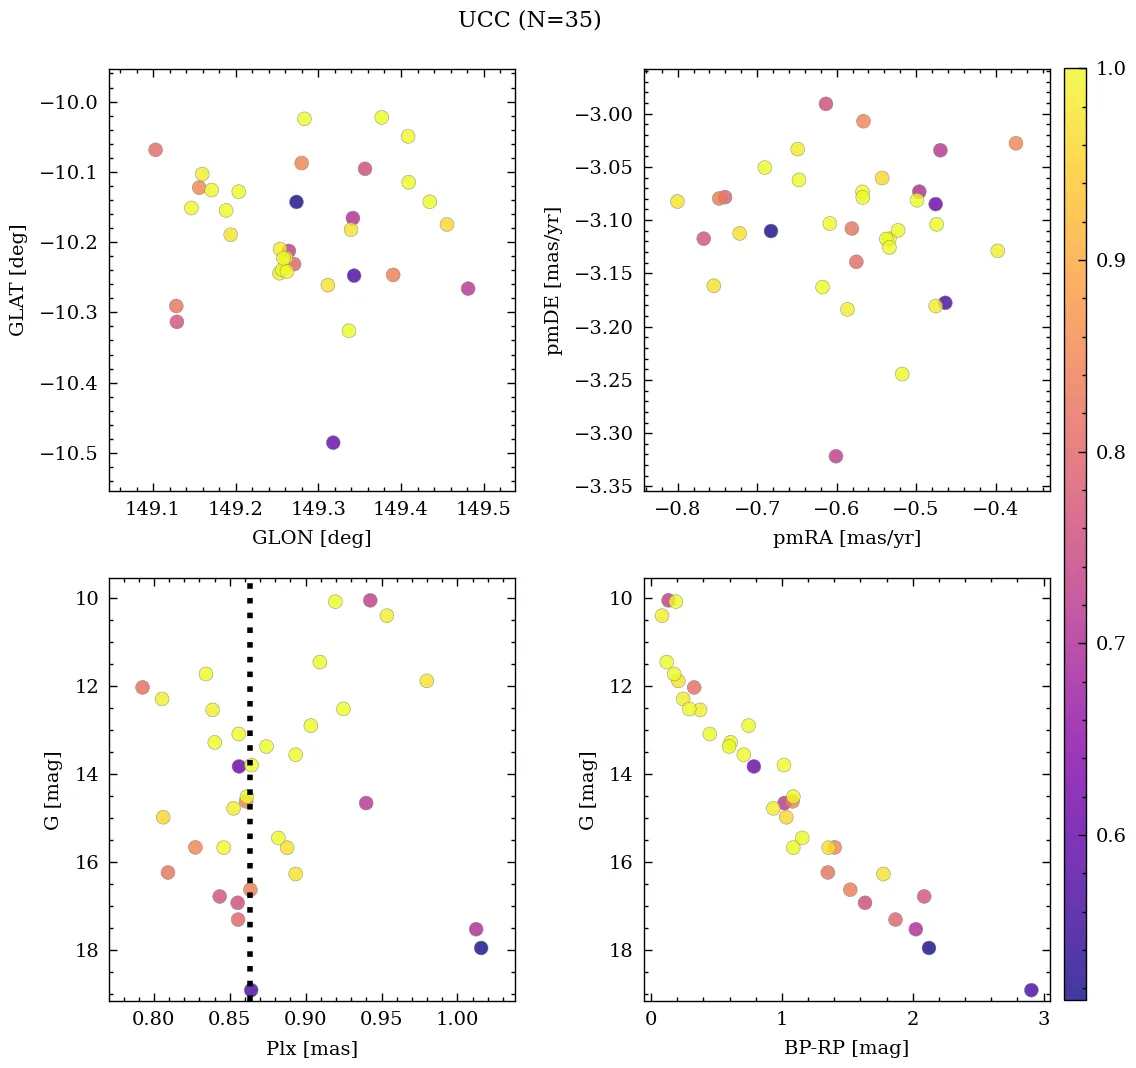 UCC (N=35)
−10.0
−10.1
−10.2
−10.3
−10.4
−10.5
GLAT [deg]
149.1 149.2 149.3 149.4 149.5
GLON [deg]
−3.00
−3.05
−3.10
−3.15
−3.20
−3.25
−3.30
−3.35
pmDE [mas/yr]
−0.8 −0.7 −0.6 −0.5 −0.4
pmRA [mas/yr]
1.0
0.9
0.8
0.7
0.6
10
12
14
16
18
G [mag]
0.80 0.85 0.90 0.95 1.00
Plx [mas]
10
12
14
16
18
G [mag]
0 1 2 3
BP-RP [mag]